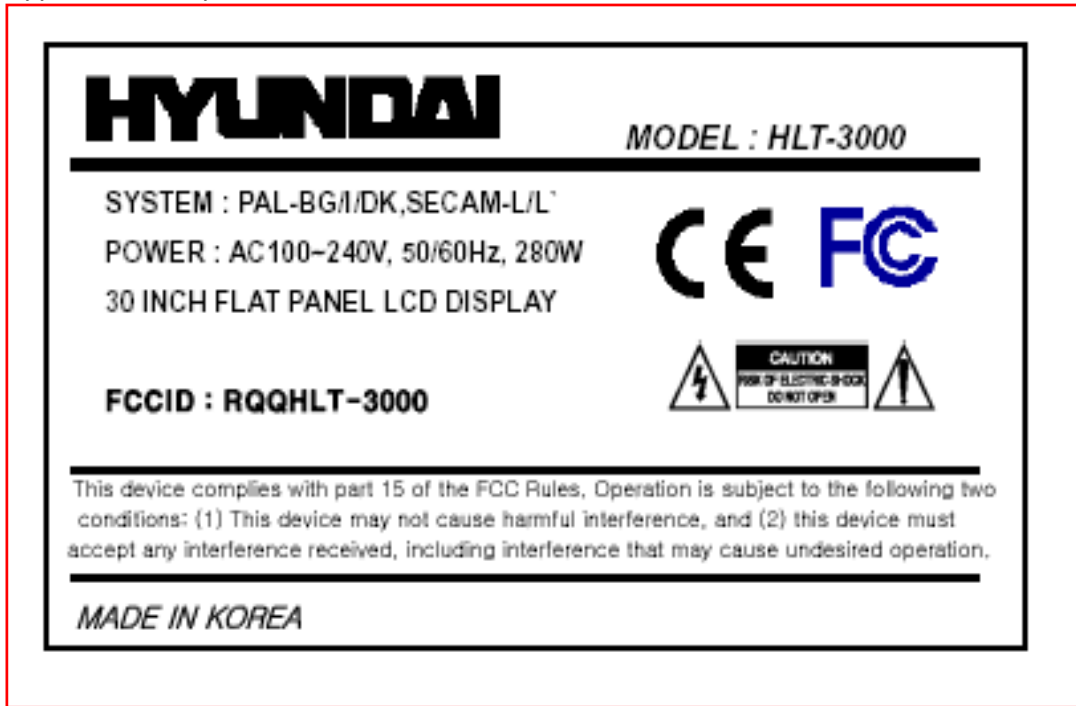 HYUNDAI
MODEL : HLT-3000
SYSTEM : PAL-BG/I/DK,SECAM-L/L`
POWER : AC100~240V, 50/60Hz, 280W
30 INCH FLAT PANEL LCD DISPLAY
CE FC
CAUTION
RISK OF ELECTRIC-SHOCK
DO NOT OPEN
FCCID : RQQHLT-3000
This device complies with part 15 of the FCC Rules, Operation is subject to the following two
conditions: (1) This device may not cause harmful interference, and (2) this device must
accept any interference received, including interference that may cause undesired operation.
MADE IN KOREA